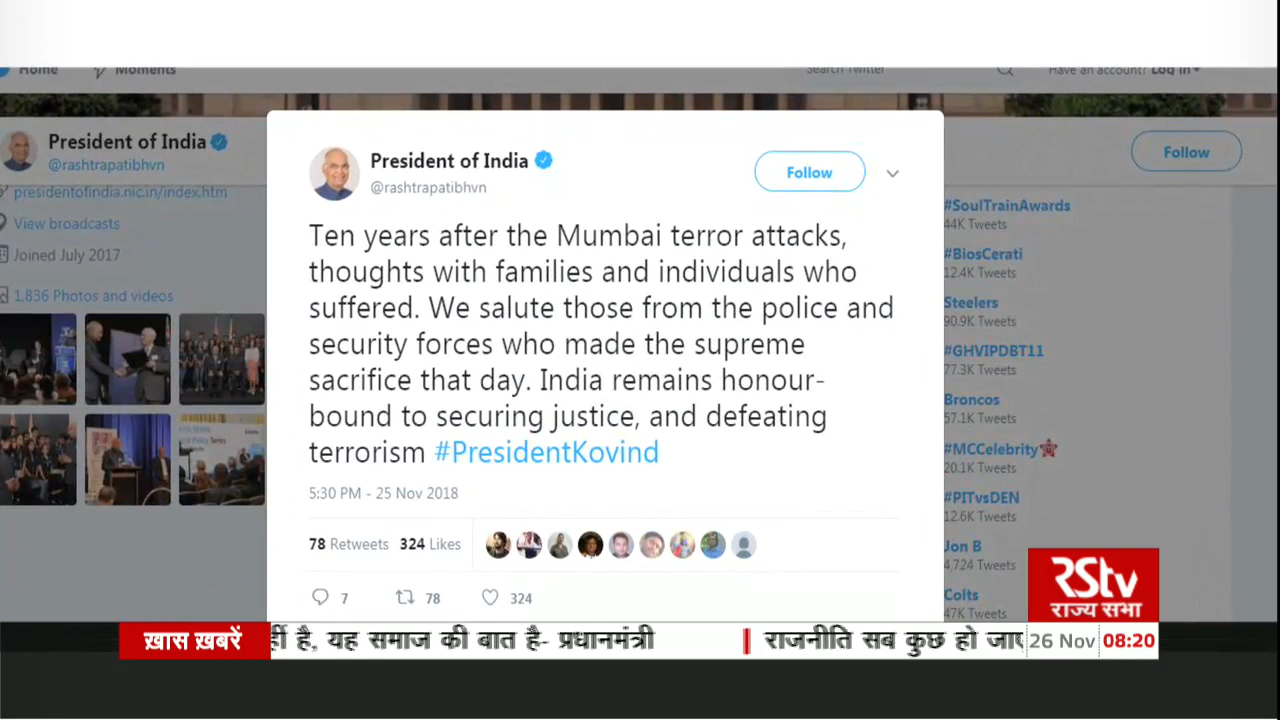 Home
Moments
Search Twitter
Have an account? Log in
President of India
@rashtrapatibhvn
presidentofindia.nic.in/index.htm
View broadcasts
Joined July 2017
1,836 Photos and videos
President of India
@rashtrapatibhvn
Follow
Ten years after the Mumbai terror attacks,
thoughts with families and individuals who
suffered. We salute those from the police and
security forces who made the supreme
sacrifice that day. India remains honour-
bound to securing justice, and defeating
terrorism #PresidentKovind
5:30 PM - 25 Nov 2018
78 Retweets 324 Likes
7 78 324
Follow
#SoulTrainAwards
44K Tweets
#BiosCerati
12.4K Tweets
Steelers
90.9K Tweets
#GHVIPDBT11
77.3K Tweets
Broncos
57.1K Tweets
#MCCelebrity
20.1K Tweets
#PITvsDEN
12.6K Tweets
Jon B
4,724 Tweets
Colts
47K Tweets
RStv
राज्य सभा
ख़ास ख़बरें
है, यह समाज की बात है- प्रधानमंत्री | राजनीति सब कुछ हो
26 Nov 08:20